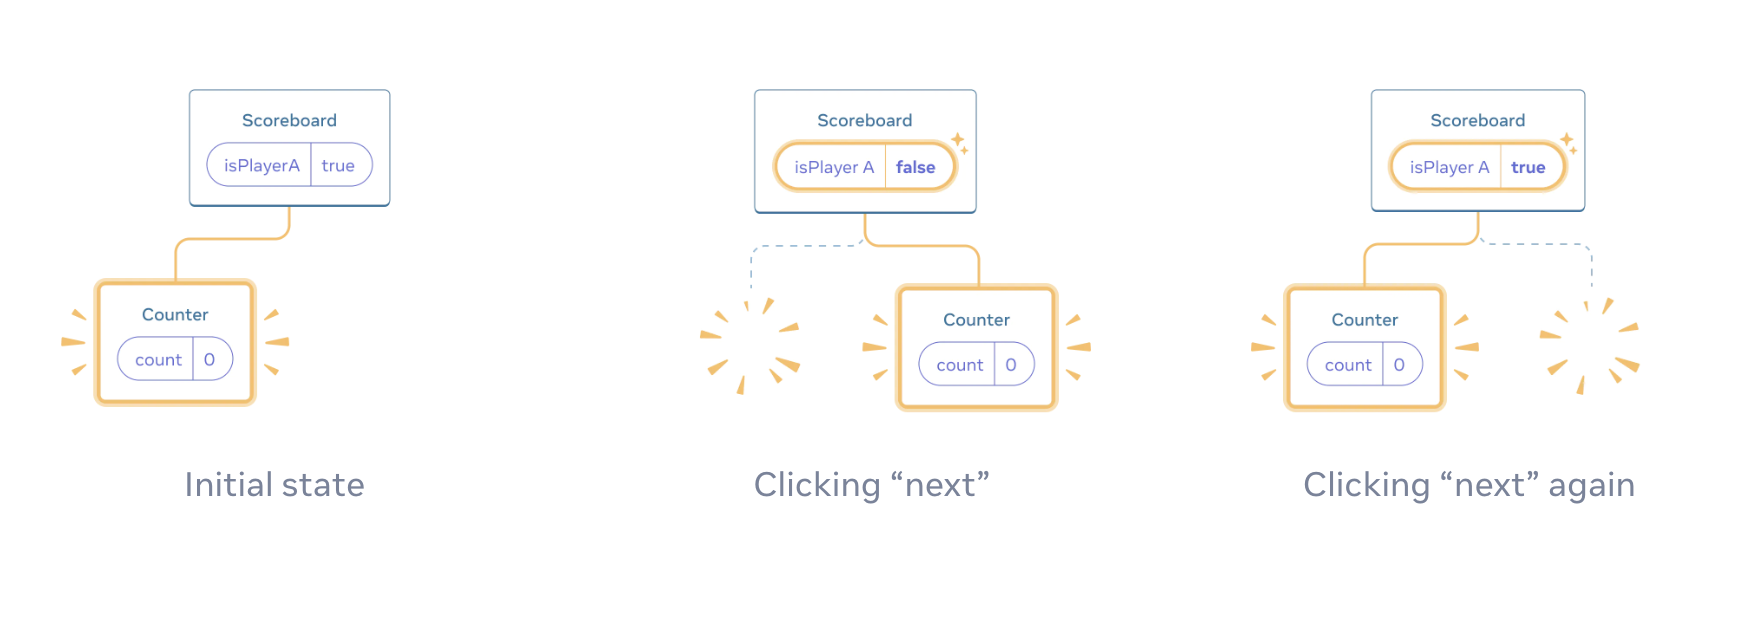 Scoreboard
isPlayerA true
Counter
count 0
Initial state
Scoreboard
isPlayer A false
Counter
count 0
Clicking “next”
Scoreboard
isPlayer A true
Counter
count 0
Clicking “next” again